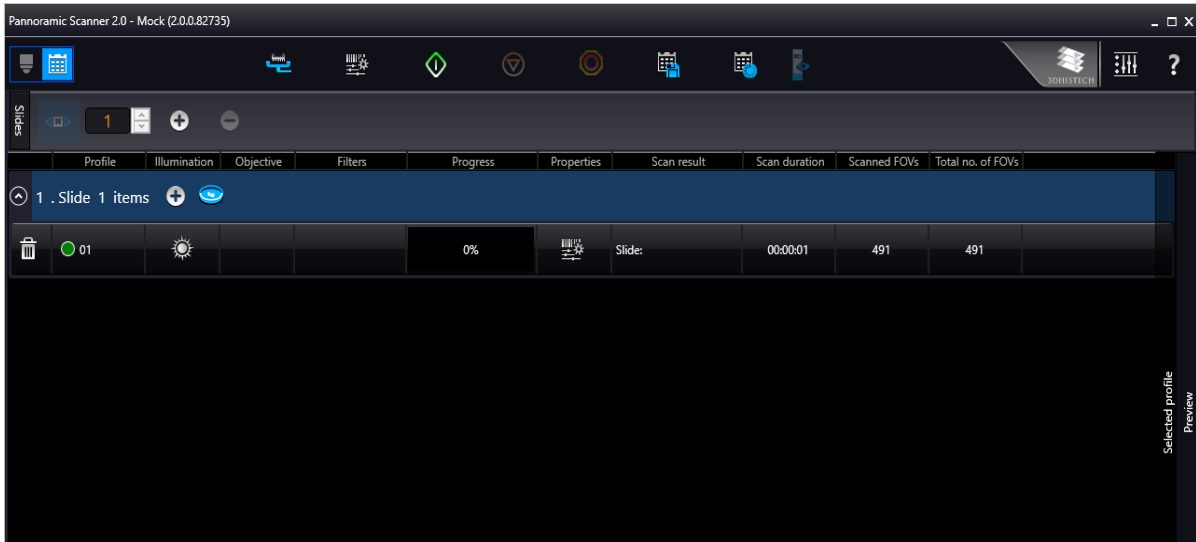 Pannoramic Scanner 2.0 - Mock (2.0.0.82735)
3DHISTECH
?
Slides
1
Profile Illumination Objective Filters Progress Properties Scan result Scan duration Scanned FOVs Total no. of FOVs
1 . Slide 1 items
01 0% Slide: 00:00:01 491 491
Selected profile
Preview